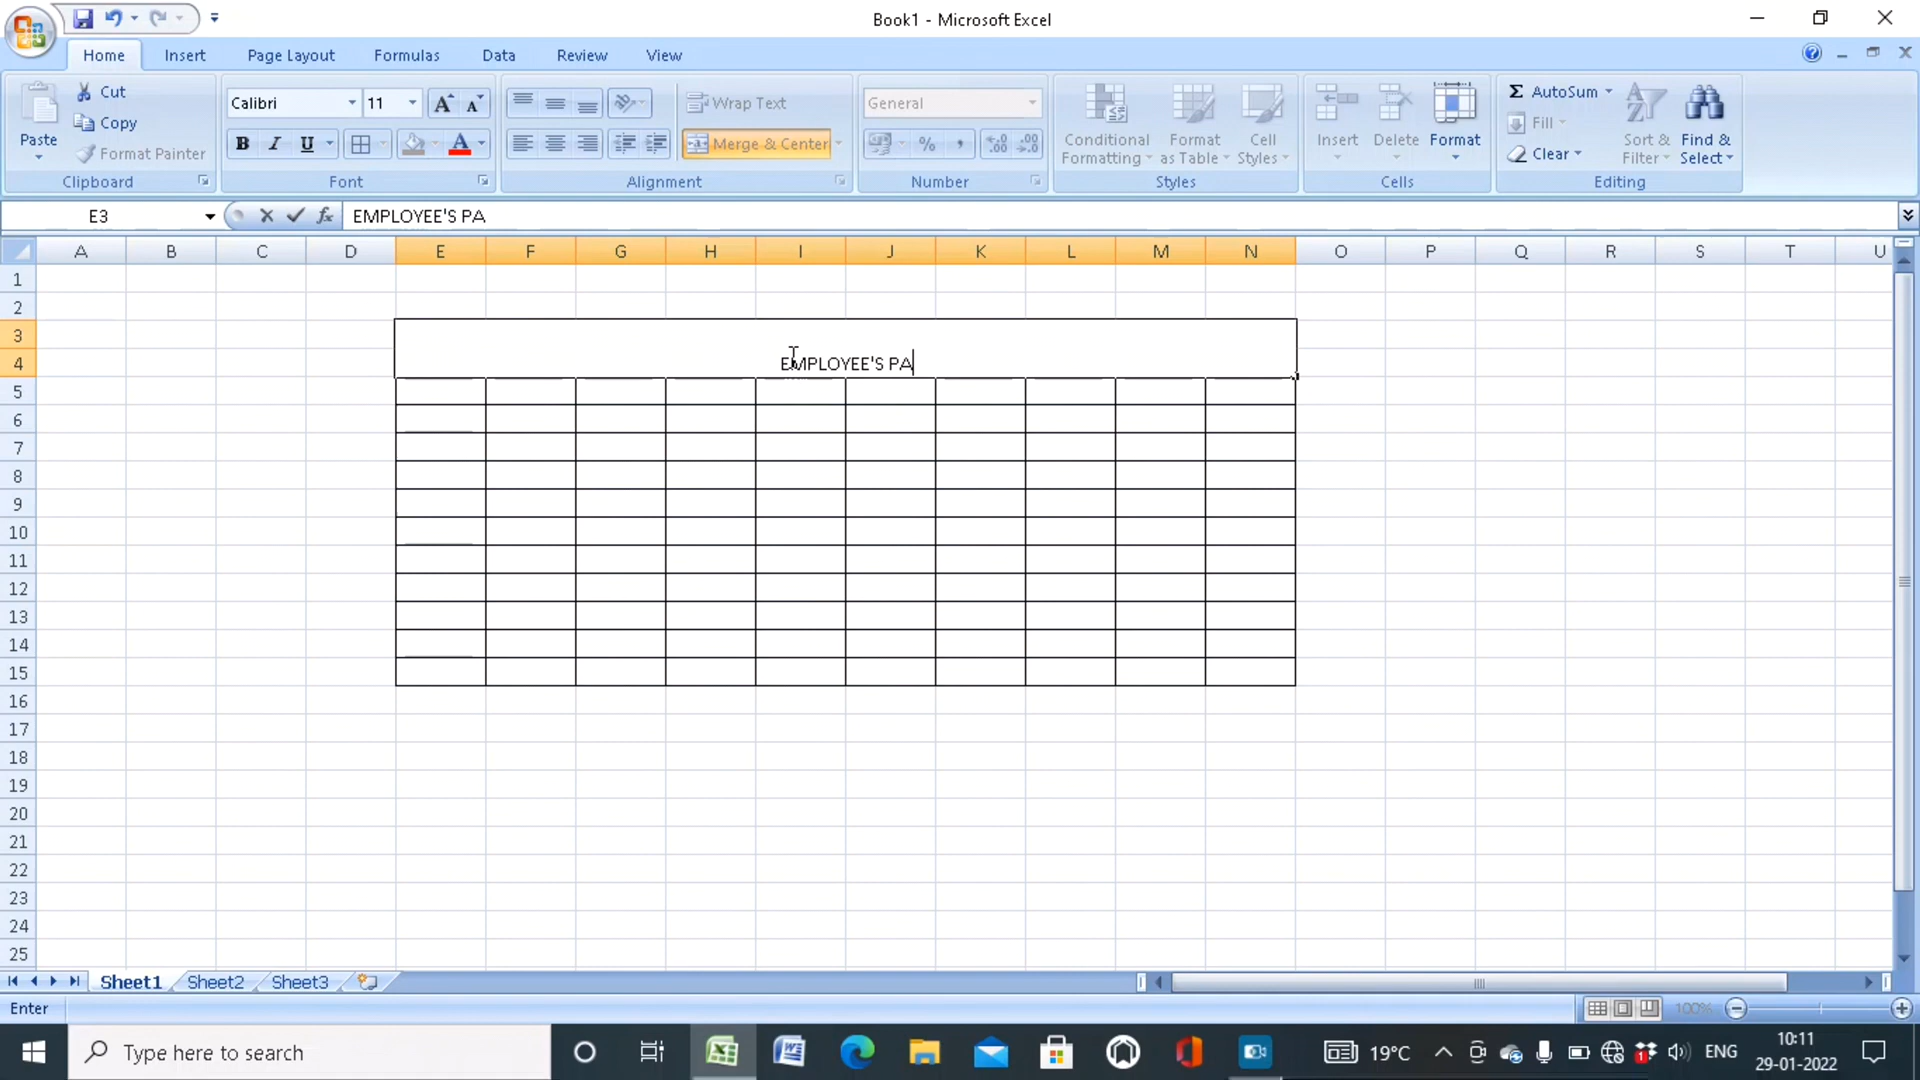 Book1 - Microsoft Excel
Home Insert Page Layout Formulas Data Review View
Paste
Cut
Copy
Format Painter
Clipboard
Calibri 11
B I U
Font
Wrap Text
Merge & Center
Alignment
General
%
Number
Conditional Formatting
Format as Table
Cell Styles
Styles
Insert Delete Format
Cells
Σ AutoSum
Fill
Clear
Sort & Filter
Find & Select
Editing
E3
fx
EMPLOYEE'S PA
A B C D E F G H I J K L M N O P Q R S T U
1
2
3
4 EMPLOYEE'S PA
5
6
7
8
9
10
11
12
13
14
15
16
17
18
19
20
21
22
23
24
25
Sheet1 Sheet2 Sheet3
Enter
100%
Type here to search
19°C
ENG
10:11
29-01-2022